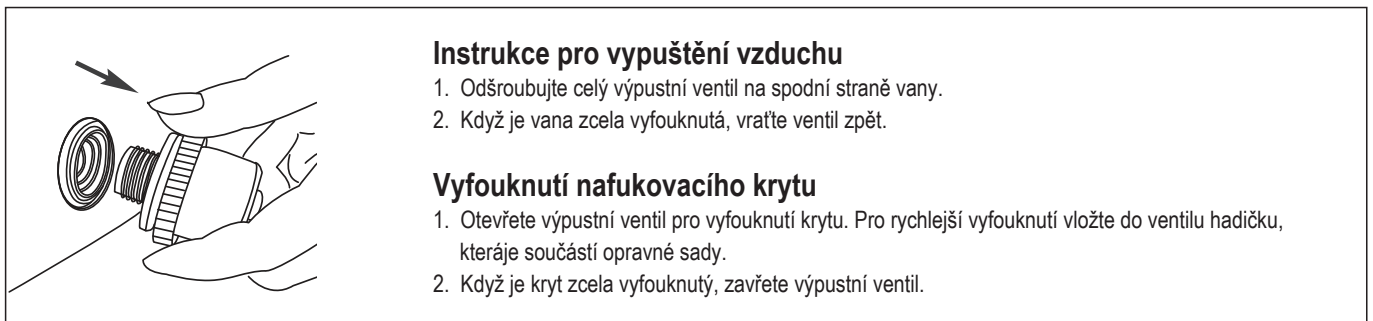 Instrukce pro vypuštění vzduchu
1. Odšroubujte celý výpustní ventil na spodní straně vany.
2. Když je vana zcela vyfouknutá, vraťte ventil zpět.
Vyfouknutí nafukovacího krytu
1. Otevřete výpustní ventil pro vyfouknutí krytu. Pro rychlejší vyfouknutí vložte do ventilu hadičku,
kteráje součástí opravné sady.
2. Když je kryt zcela vyfouknutý, zavřete výpustní ventil.